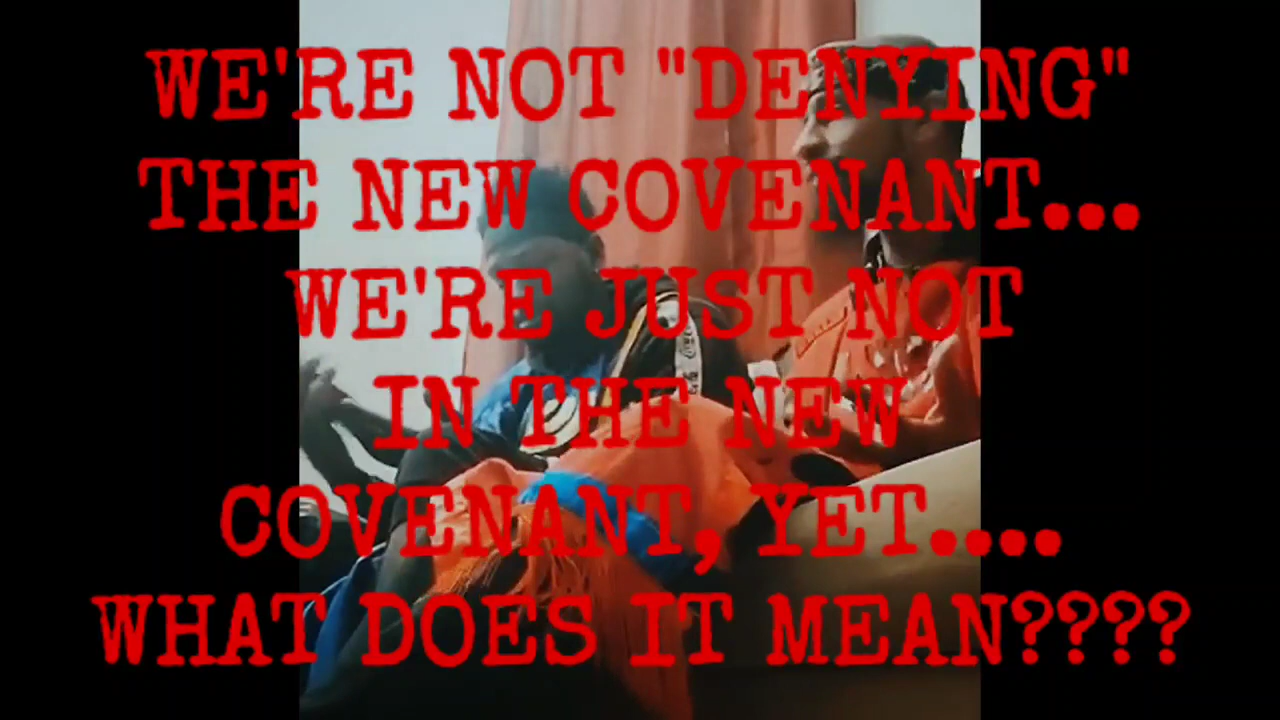 WE'RE NOT "DENYING"
THE NEW COVENANT...
WE'RE JUST NOT
IN THE NEW
COVENANT, YET....
WHAT DOES IT MEAN????